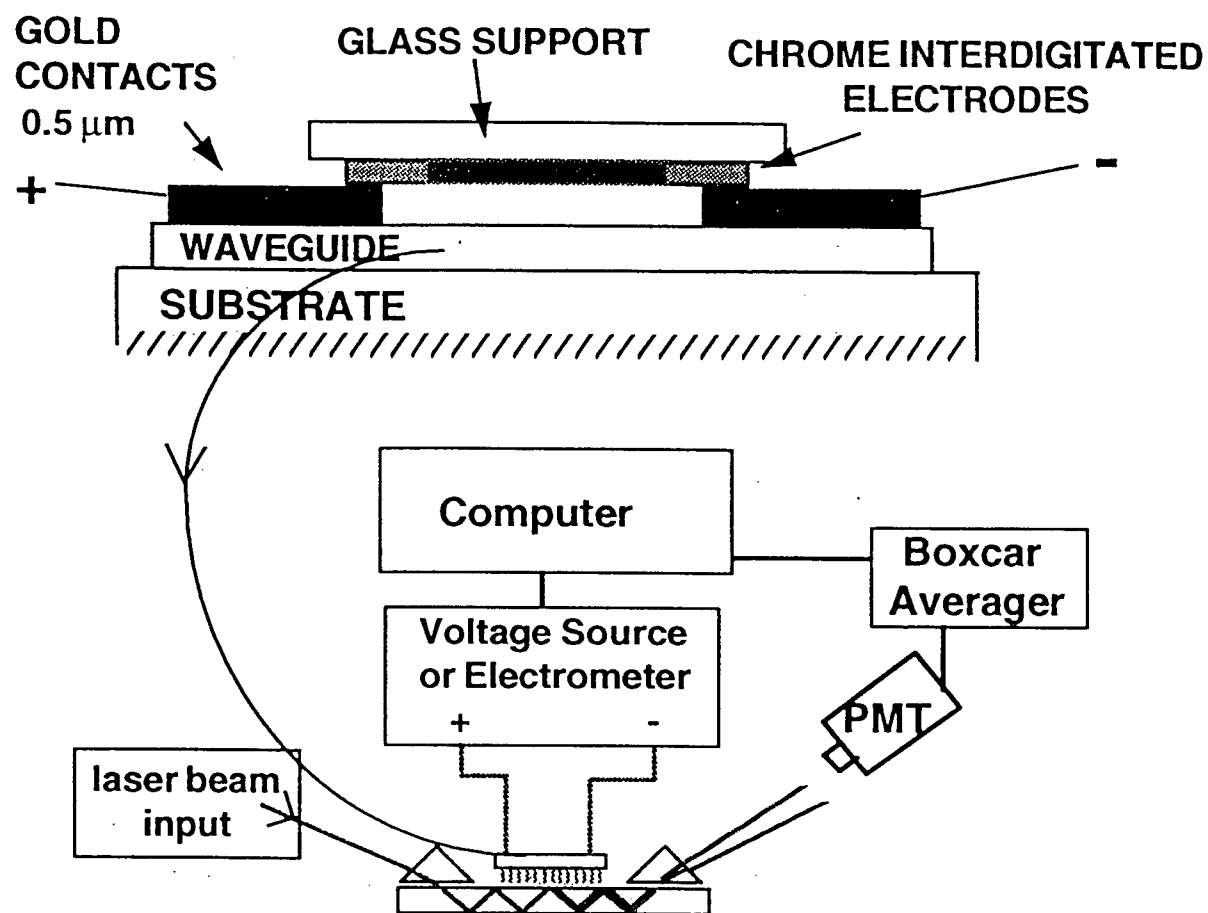 GOLD
CONTACTS
0.5 μm
GLASS SUPPORT
CHROME INTERDIGITATED
ELECTRODES
+
-
WAVEGUIDE
SUBSTRATE
Computer
Boxcar
Averager
Voltage Source
or Electrometer
+ -
PMT
laser beam
input